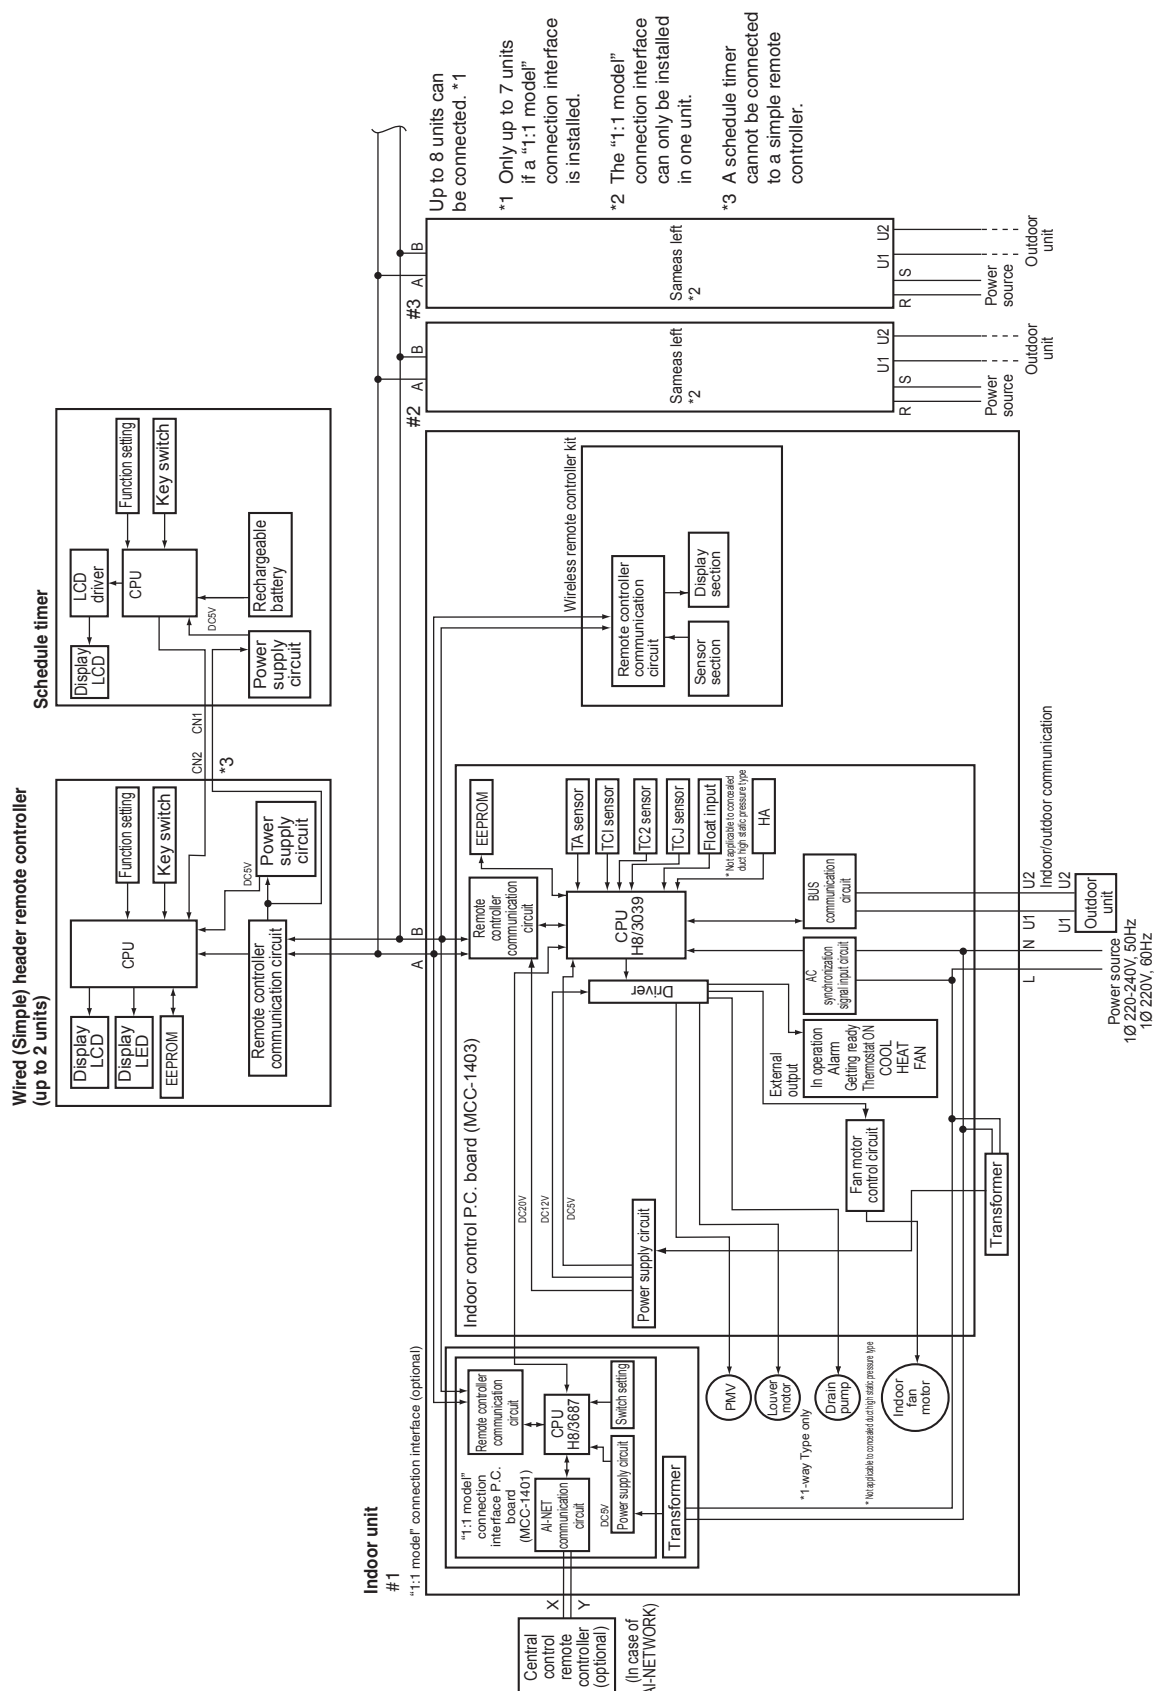 Wired (Simple) header remote controller
(up to 2 units)
Display
LCD
Display
LED
EEPROM
CPU
Function setting
Key switch
DC5V
Power
supply
circuit
Remote controller
communication circuit
CN2
CN1
*3
Schedule timer
Display
LCD
LCD
driver
CPU
Function setting
Key switch
DC5V
Rechargeable
battery
Power
supply
circuit
Indoor unit
#1
"1:1 model" connection interface (optional)
"1:1 model"
connection
interface P.C.
board
(MCC-1401)
Remote controller
communication
circuit
CPU
H8/3687
AI-NET
communication
circuit
Switch setting
DC5V
Power supply circuit
Transformer
X
Y
Central
control
remote
controller
(optional)
(In case of
AI-NETWORK)
Indoor control P.C. board (MCC-1403)
DC20V
DC12V
DC5V
Power supply circuit
A
B
Remote
controller
communication
circuit
EEPROM
CPU
H8/3039
TA sensor
TCI sensor
TC2 sensor
TCJ sensor
Float input
* Not applicable to concealed
duct high static pressure type
HA
Driver
AC
synchronization
signal input circuit
BUS
communication
circuit
External
output
In operation
Alarm
Getting ready
Thermostat ON
COOL
HEAT
FAN
Fan motor
control circuit
Transformer
PMV
Louver
motor
*1-way Type only
Drain
pump
* Not applicable to concealed duct high static pressure type
Indoor
fan
motor
Wireless remote controller kit
Remote controller
communication
circuit
Sensor
section
Display
section
L
N
U1
U2
Indoor/outdoor communication
U1
U2
Outdoor
unit
Power source
1Ø 220-240V, 50Hz
1Ø 220V, 60Hz
#2
A
B
Sameas left
*2
R
S
U1
U2
Power
source
Outdoor
unit
#3
A
B
Sameas left
*2
R
S
U1
U2
Power
source
Outdoor
unit
Up to 8 units can
be connected. *1
*1 Only up to 7 units
if a "1:1 model"
connection interface
is installed.
*2 The "1:1 model"
connection interface
can only be installed
in one unit.
*3 A schedule timer
cannot be connected
to a simple remote
controller.